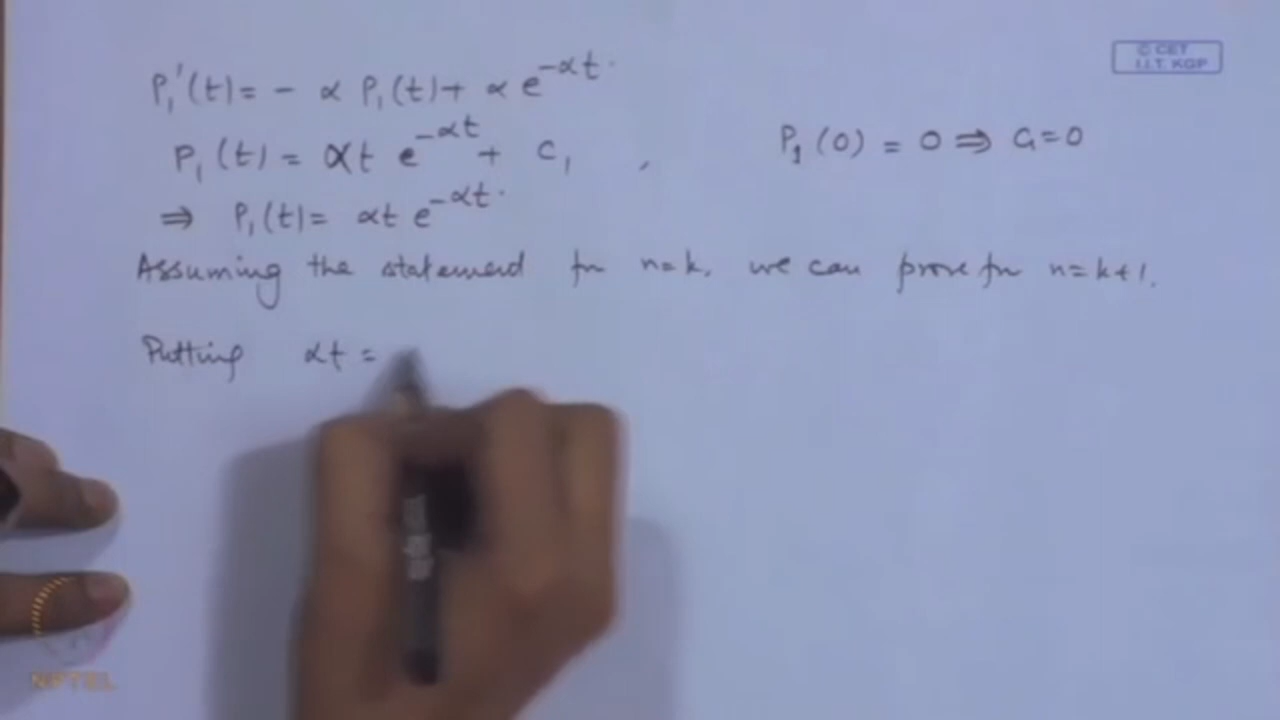 P₁'(t) = - α P₁(t) + α e^{-αt}.
P₁(t) = αt e^{-αt} + C₁ , P₁(0) = 0 ⇒ C₁=0
⇒ P₁(t) = αt e^{-αt}.
Assuming the statement for n=k, we can prove for n=k+1.
Putting αt =
© CET
I.I.T. KGP
NPTEL